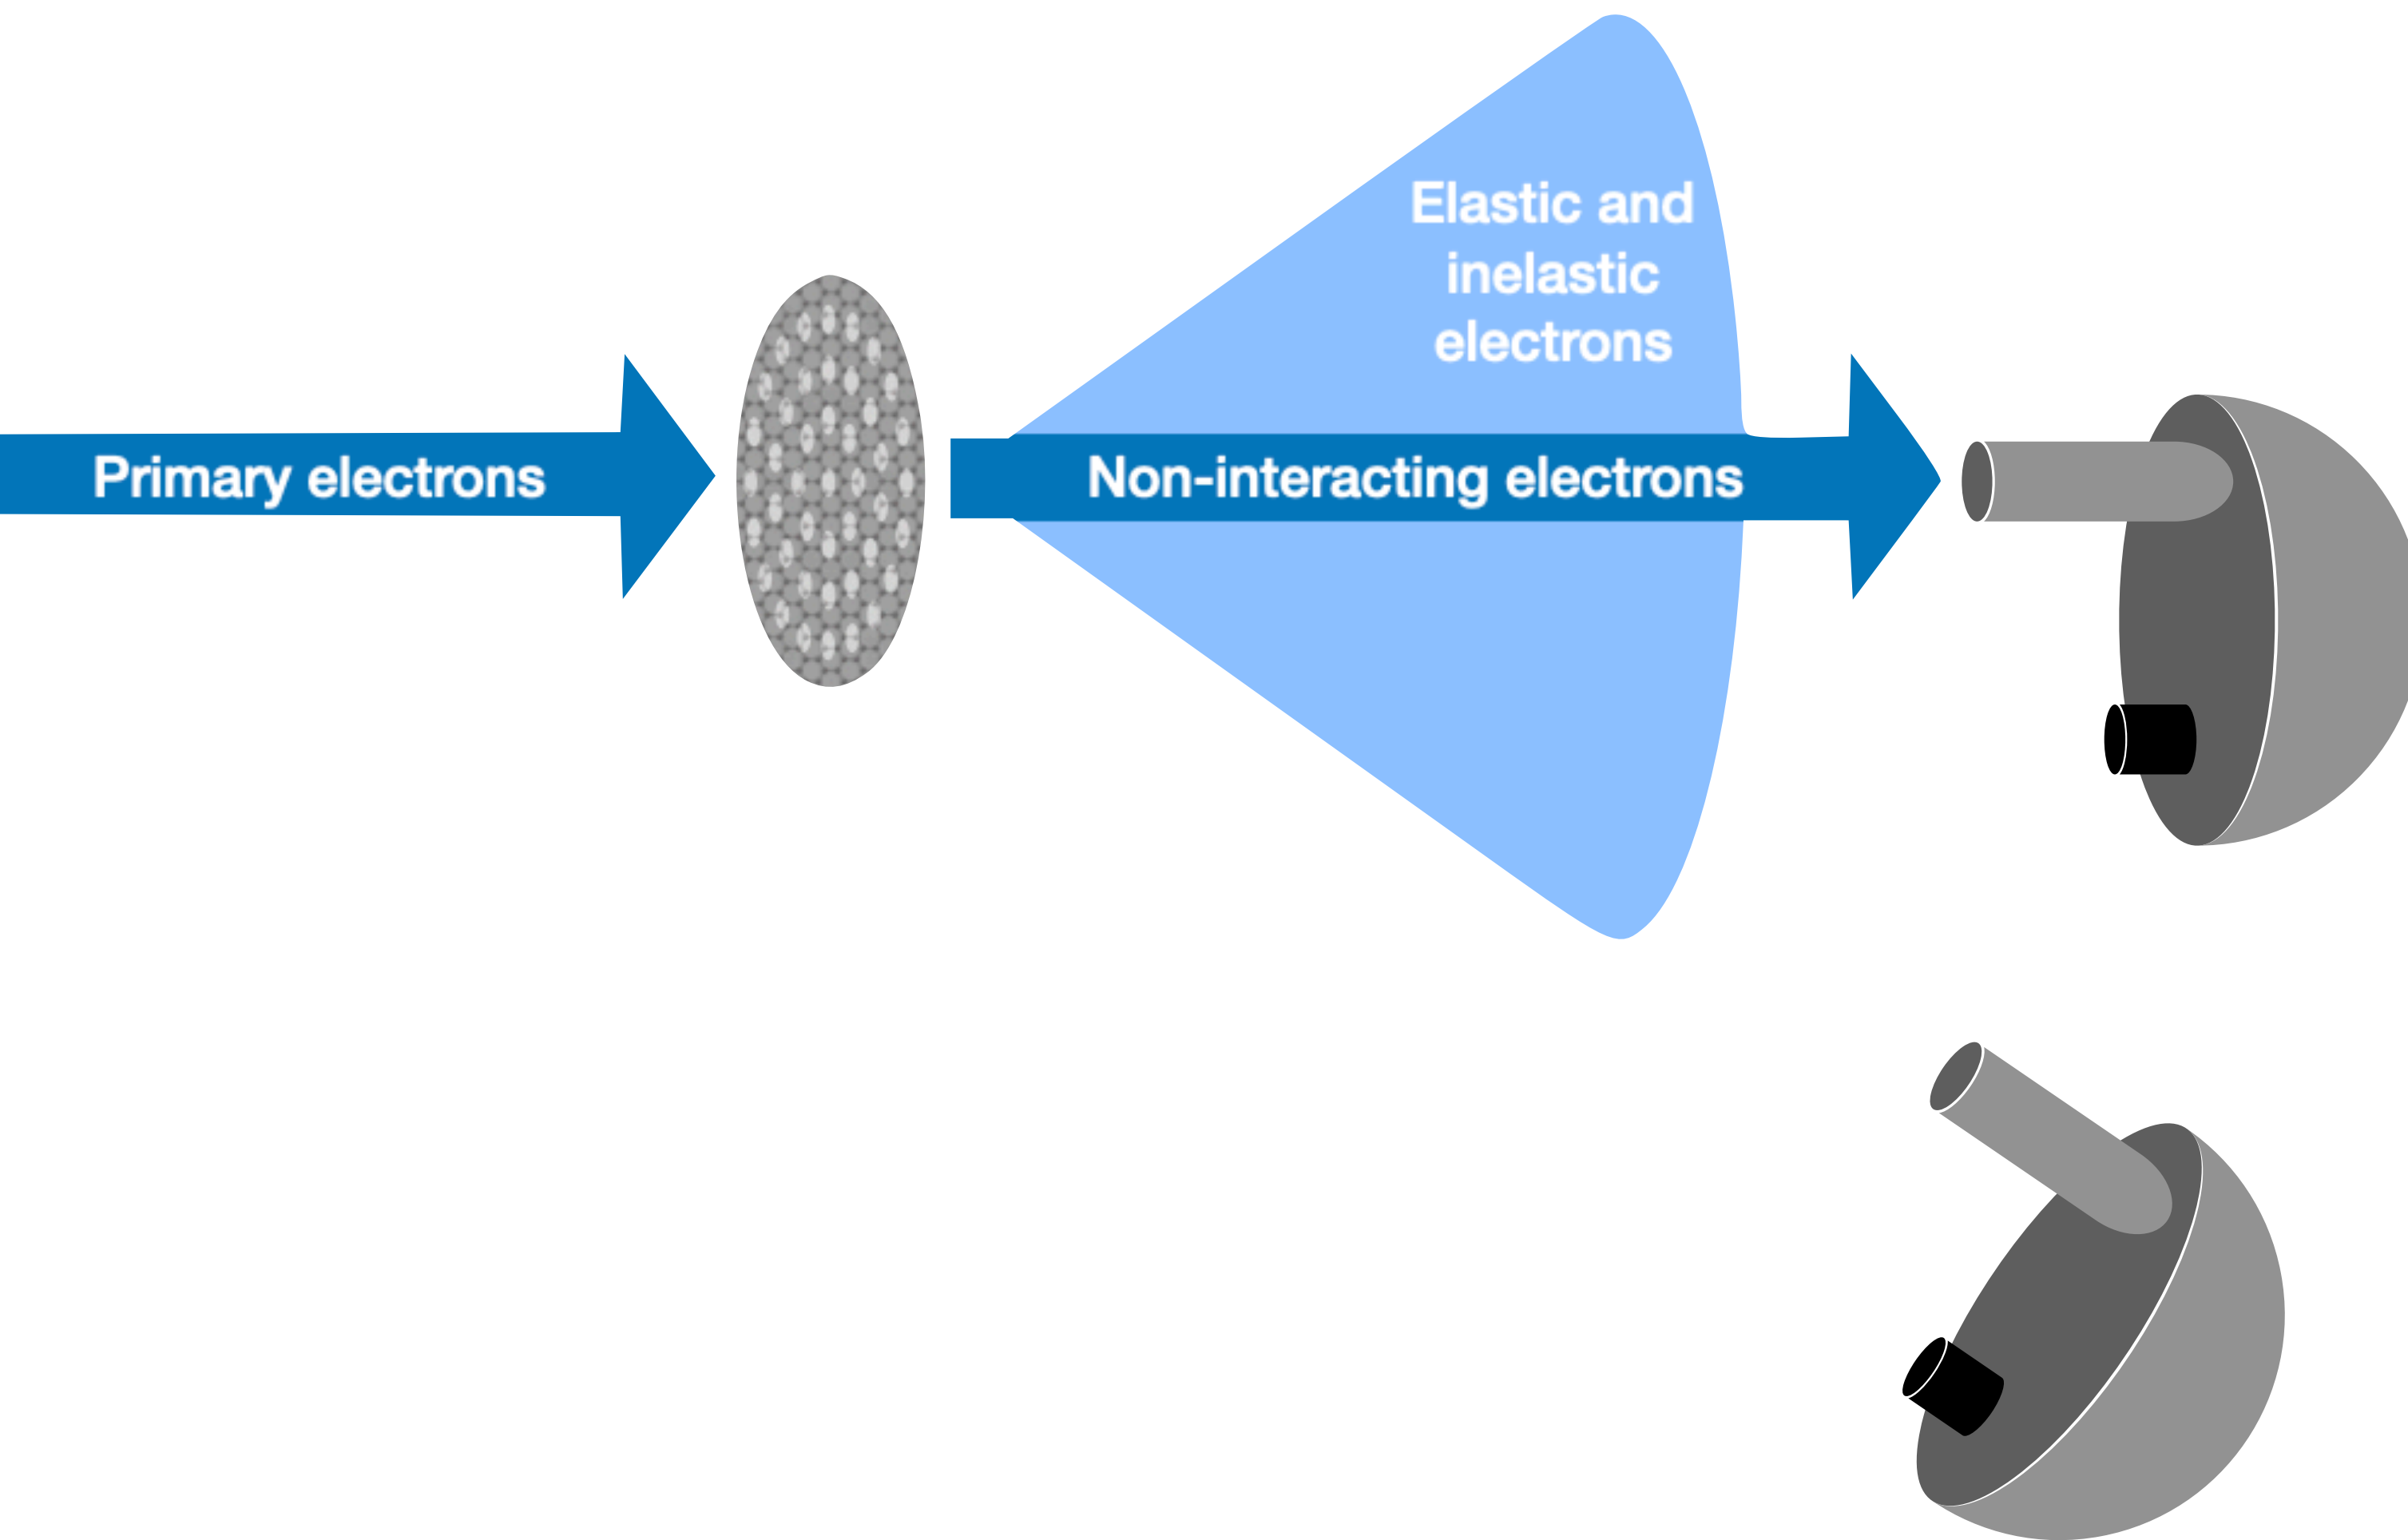 Elastic and
inelastic
electrons
Primary electrons
Non-interacting electrons